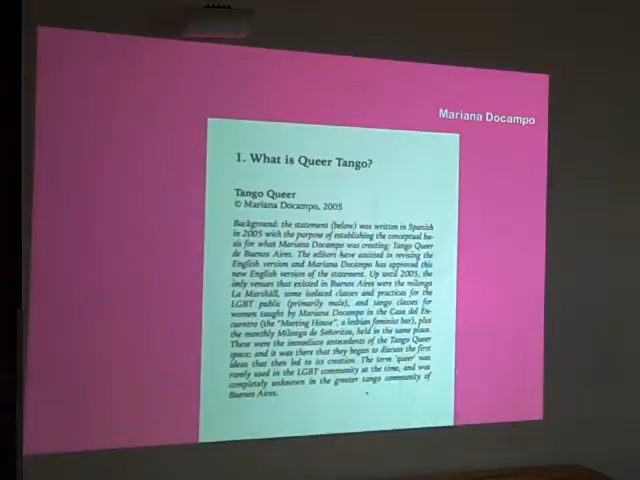 Mariana Docampo
1. What is Queer Tango?
Tango Queer
© Mariana Docampo, 2005
Background: the statement (below) was written in Spanish
in 2005 with the purpose of establishing the conceptual ba-
sis for what Mariana Docampo was creating: Tango Queer
de Buenos Aires. The editors have assisted in revising the
English version and Mariana Docampo has approved this
new English version of the statement. Up until 2005, the
only venues that existed in Buenos Aires were the milonga
La Marshall, some isolated classes and practices for the
LGBT public (primarily male), and tango classes for
women taught by Mariana Docampo in the Casa del En-
cuentro (the "Meeting House", a lesbian feminist bar), plus
the monthly Milonga de Señoritas, held in the same place.
These were the immediate antecedents of the Tango Queer
space; and it was there that they began to discuss the first
ideas that then led to its creation. The term 'queer' was
rarely used in the LGBT community at the time, and was
completely unknown in the greater tango community of
Buenos Aires.